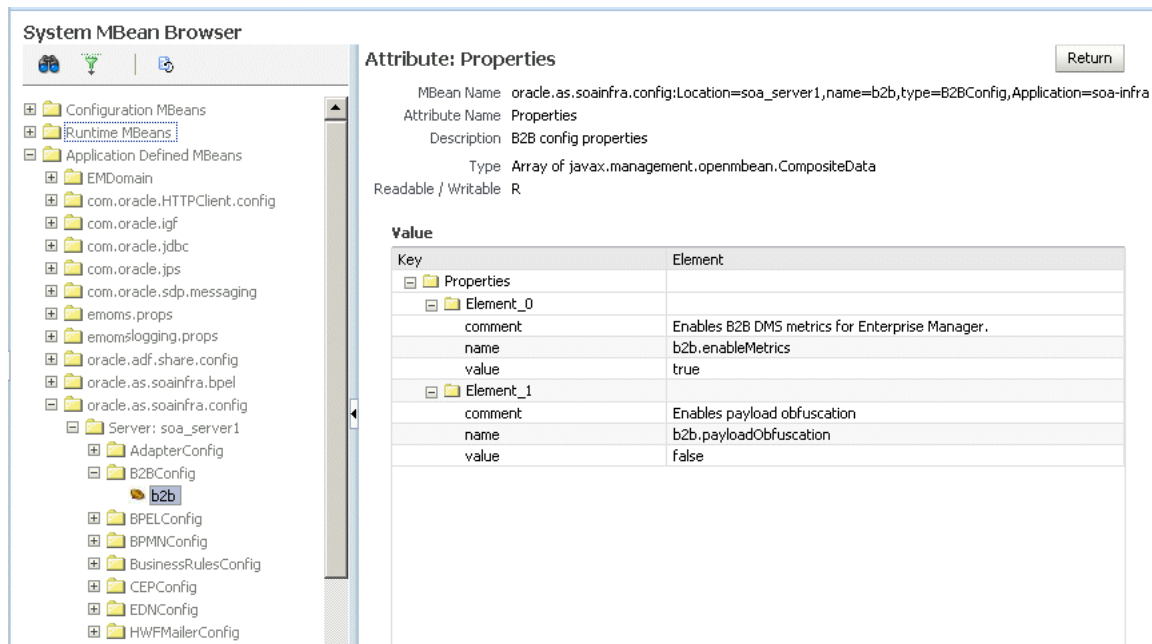 System MBean Browser
Configuration MBeans
Runtime MBeans
Application Defined MBeans
EMDomain
com.oracle.HTTPClient.config
com.oracle.igf
com.oracle.jdbc
com.oracle.jps
com.oracle.sdp.messaging
emoms.props
emomslogging.props
oracle.adf.share.config
oracle.as.soainfra.bpel
oracle.as.soainfra.config
Server: soa_server1
AdapterConfig
B2BConfig
b2b
BPELConfig
BPMNConfig
BusinessRulesConfig
CEPConfig
EDNConfig
HWFMailerConfig
Attribute: Properties
Return
MBean Name oracle.as.soainfra.config:Location=soa_server1,name=b2b,type=B2BConfig,Application=soa-infra
Attribute Name Properties
Description B2B config properties
Type Array of javax.management.openmbean.CompositeData
Readable / Writable R
Value
Key Element
Properties
Element_0
comment Enables B2B DMS metrics for Enterprise Manager.
name b2b.enableMetrics
value true
Element_1
comment Enables payload obfuscation
name b2b.payloadObfuscation
value false